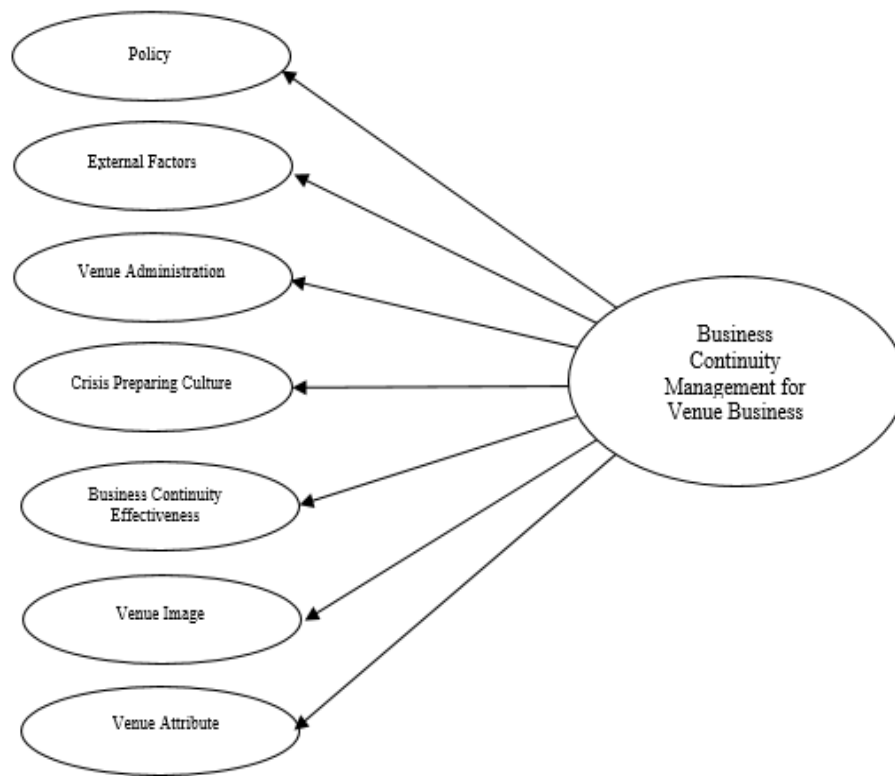 Policy
External Factors
Venue Administration
Crisis Preparing Culture
Business Continuity
Effectiveness
Venue Image
Venue Attribute
Business
Continuity
Management for
Venue Business